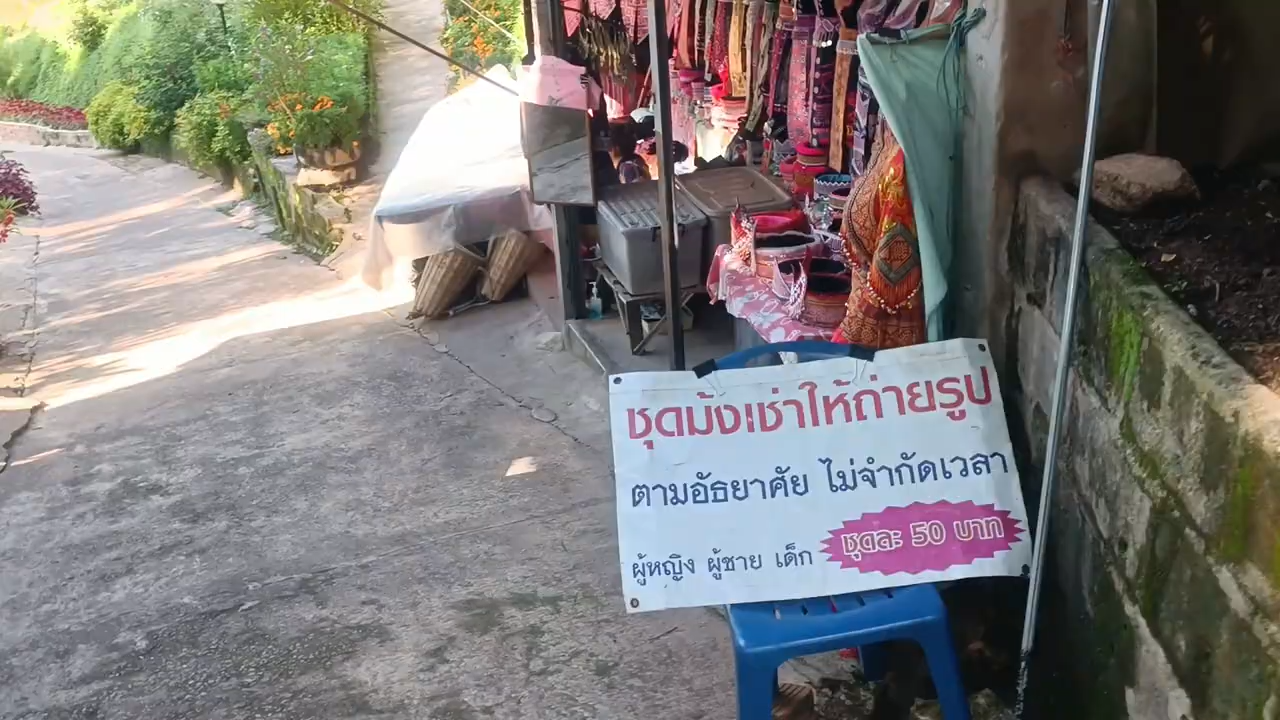 ชุดม้งเช่าให้ถ่ายรูป
ตามอัธยาศัย ไม่จำกัดเวลา
ผู้หญิง ผู้ชาย เด็ก
ชุดละ 50 บาท